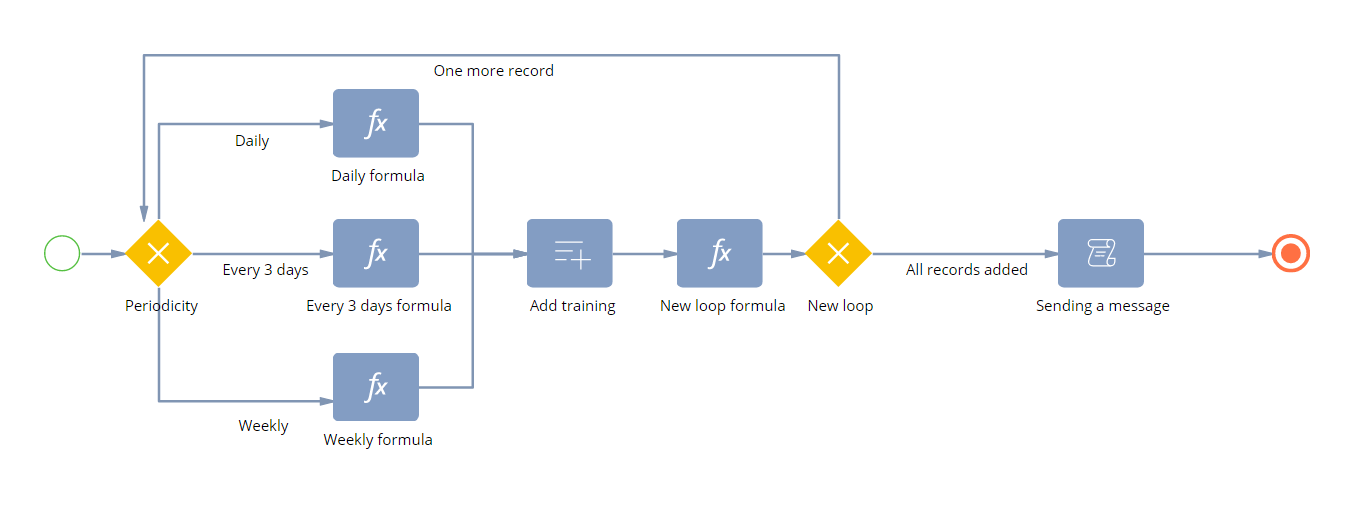 One more record
fx
Daily
Daily formula
fx
fx
Every 3 days
All records added
Periodicity
Every 3 days formula
Add training
New loop formula
New loop
Sending a message
fx
Weekly
Weekly formula